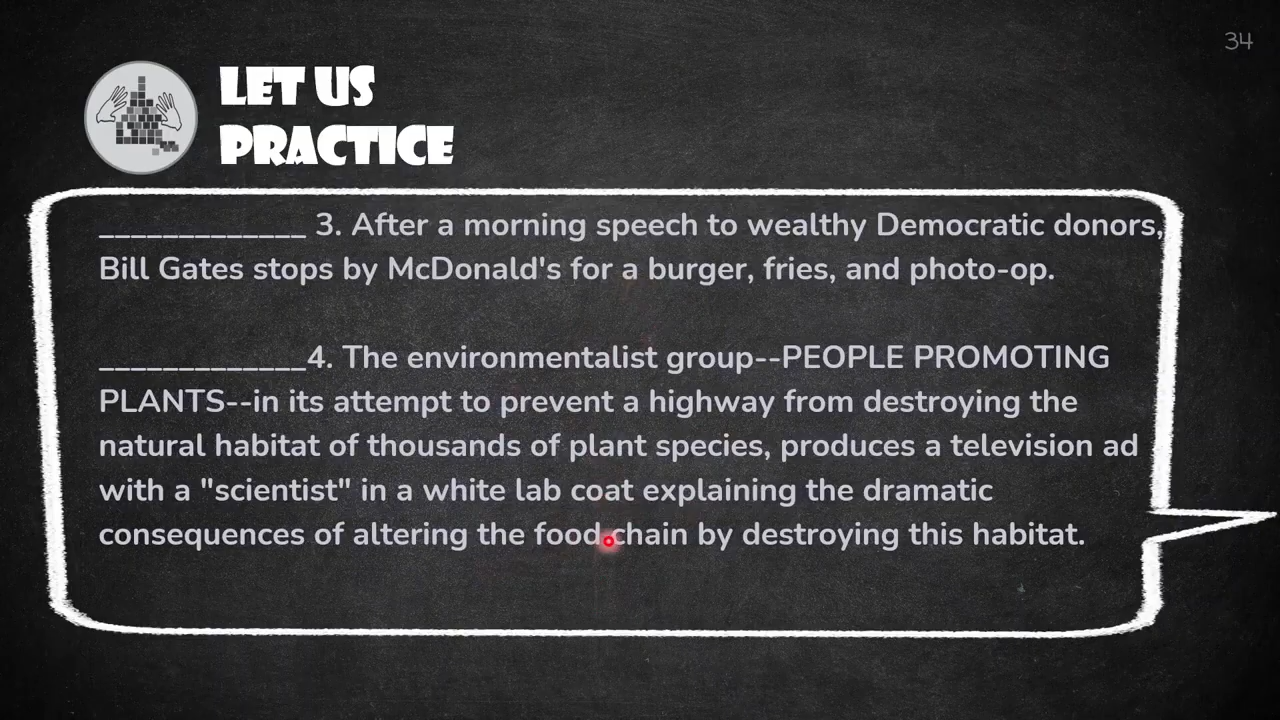 34
LET US
PRACTICE
_____________ 3. After a morning speech to wealthy Democratic donors,
Bill Gates stops by McDonald's for a burger, fries, and photo-op.
_____________4. The environmentalist group--PEOPLE PROMOTING
PLANTS--in its attempt to prevent a highway from destroying the
natural habitat of thousands of plant species, produces a television ad
with a "scientist" in a white lab coat explaining the dramatic
consequences of altering the food chain by destroying this habitat.